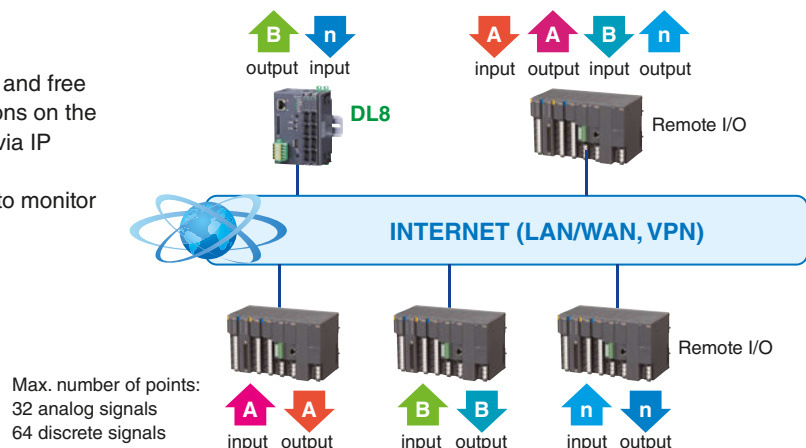 B n
output input
A A B n
input output input output
and free
ons on the
via IP
to monitor
DL8
Remote I/O
INTERNET (LAN/WAN, VPN)
Remote I/O
Max. number of points:
32 analog signals
64 discrete signals
A A
input output
B B
input output
n n
input output